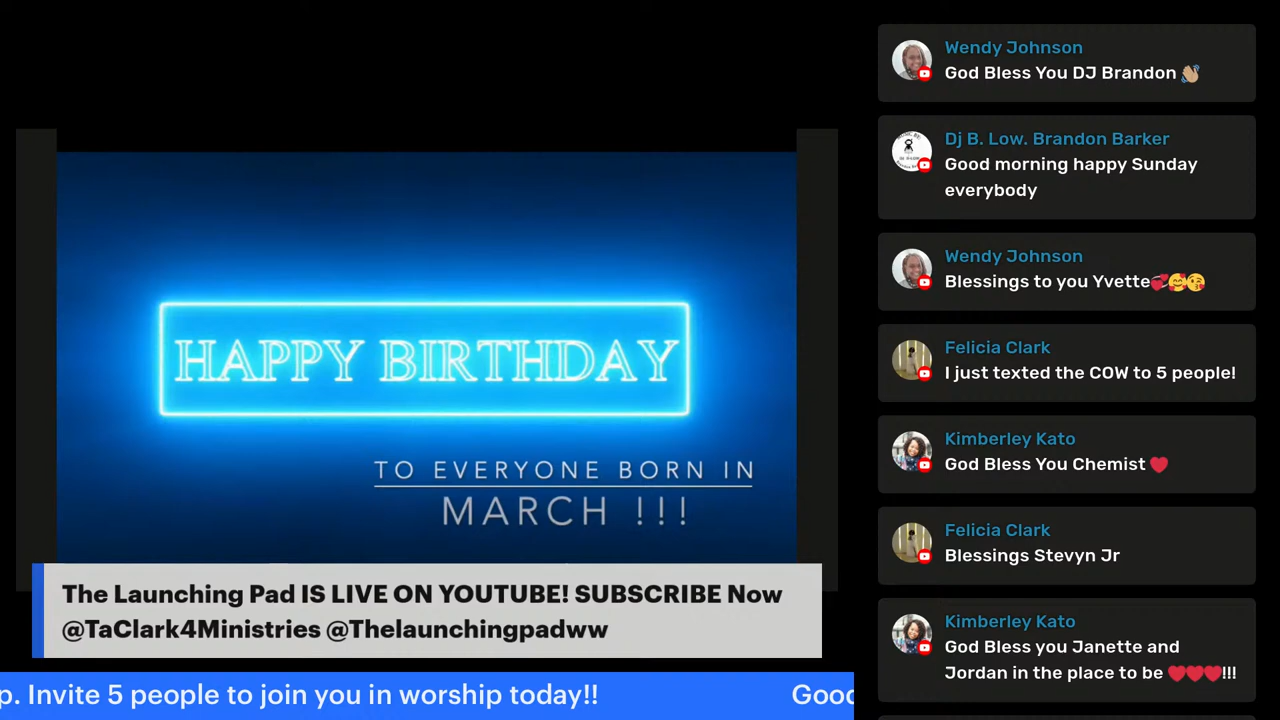 HAPPY BIRTHDAY
TO EVERYONE BORN IN
MARCH !!!
The Launching Pad IS LIVE ON YOUTUBE! SUBSCRIBE Now
@TaClark4Ministries @Thelaunchingpadww
p. Invite 5 people to join you in worship today!! Good
Wendy Johnson
God Bless You DJ Brandon 👋🏼
Dj B. Low. Brandon Barker
Good morning happy Sunday
everybody
Wendy Johnson
Blessings to you Yvette💞🥰😘
Felicia Clark
I just texted the COW to 5 people!
Kimberley Kato
God Bless You Chemist ❤️
Felicia Clark
Blessings Stevyn Jr
Kimberley Kato
God Bless you Janette and
Jordan in the place to be ❤️❤️❤️!!!